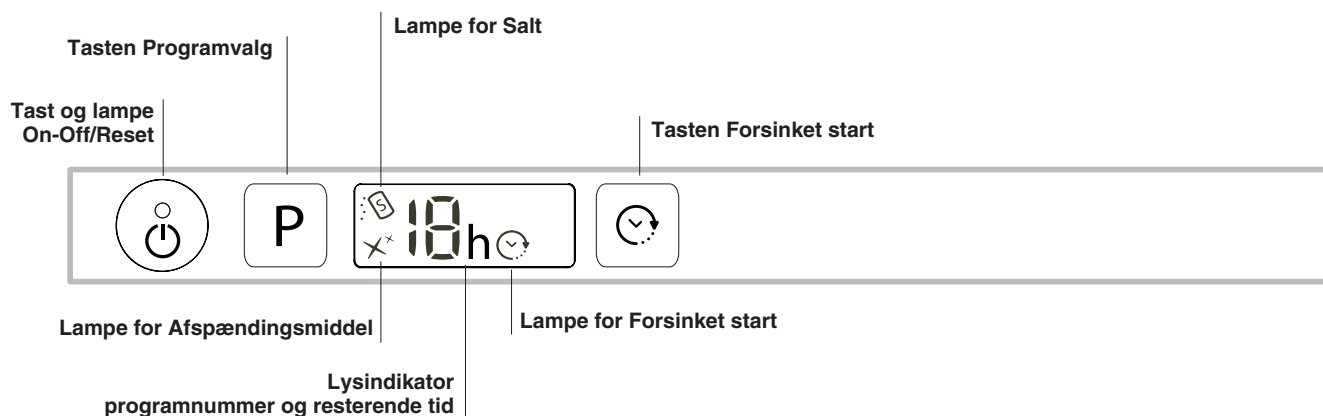 Lampe for Salt
Tasten Programvalg
Tast og lampe
On-Off/Reset
Tasten Forsinket start
P
S
18h
Lampe for Afspændingsmiddel
Lampe for Forsinket start
Lysindikator
programnummer og resterende tid